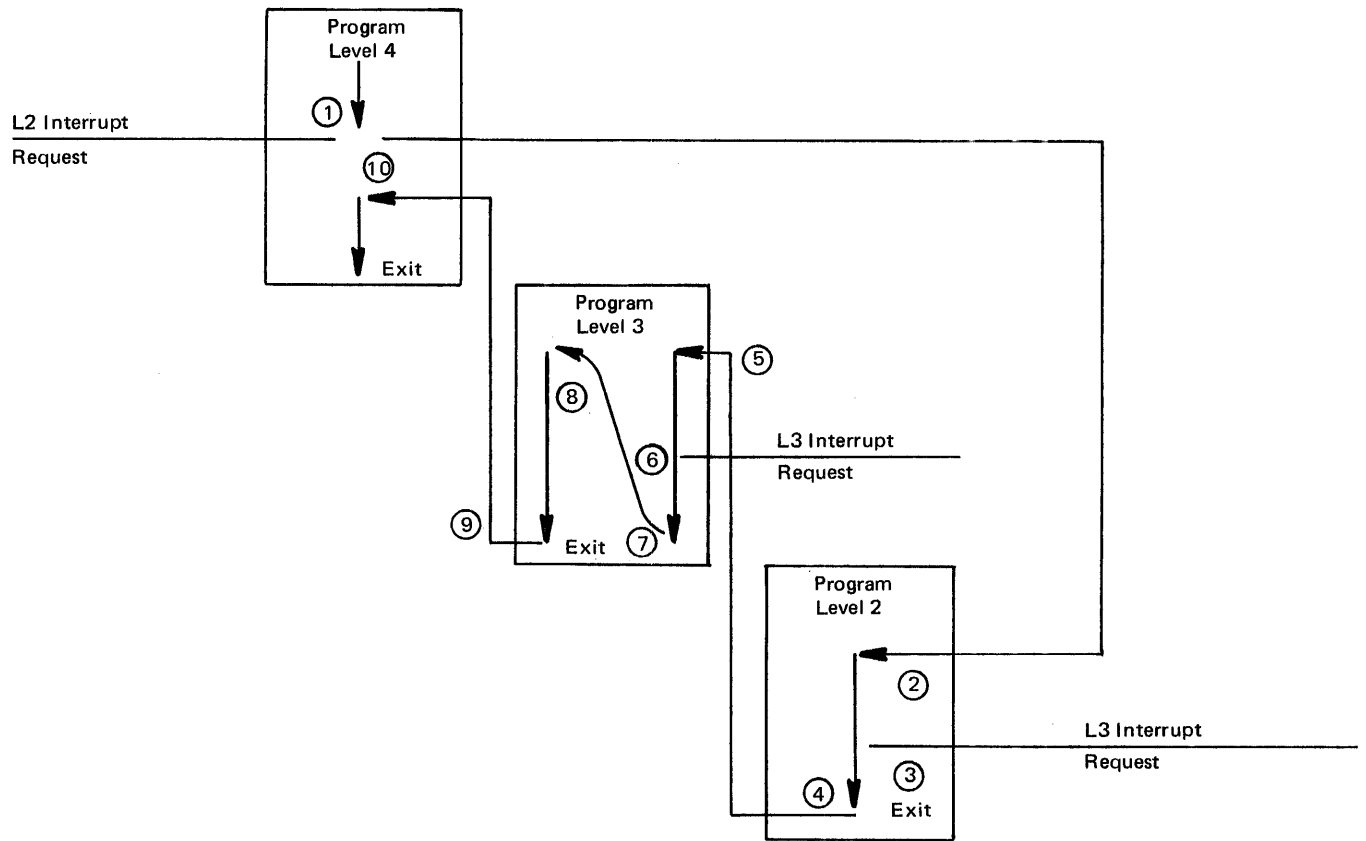 Program
Level 4
1
L2 Interrupt
Request
10
Exit
Program
Level 3
5
8
6
L3 Interrupt
Request
9
Exit
7
Program
Level 2
2
L3 Interrupt
Request
3
4
Exit